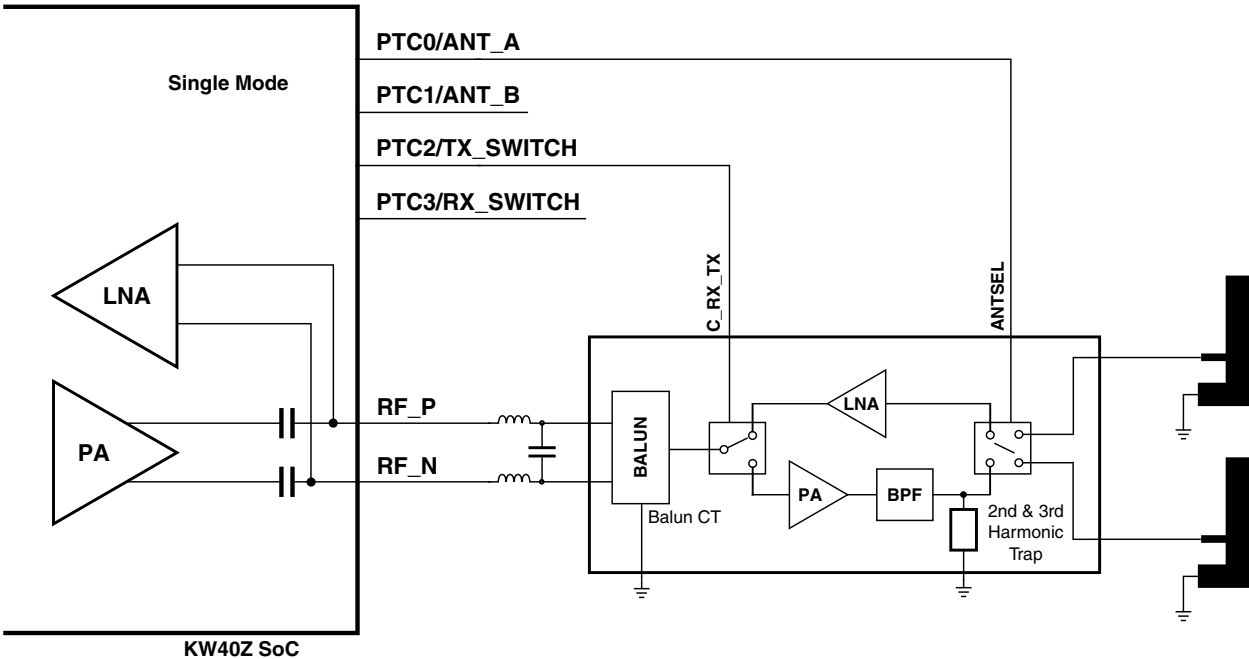 PTC0/ANT_A
Single Mode
PTC1/ANT_B
PTC2/TX_SWITCH
PTC3/RX_SWITCH
C_RX_TX
ANTSEL
LNA
PA
RF_P
RF_N
BALUN
Balun CT
LNA
PA
BPF
2nd & 3rd
Harmonic
Trap
KW40Z SoC